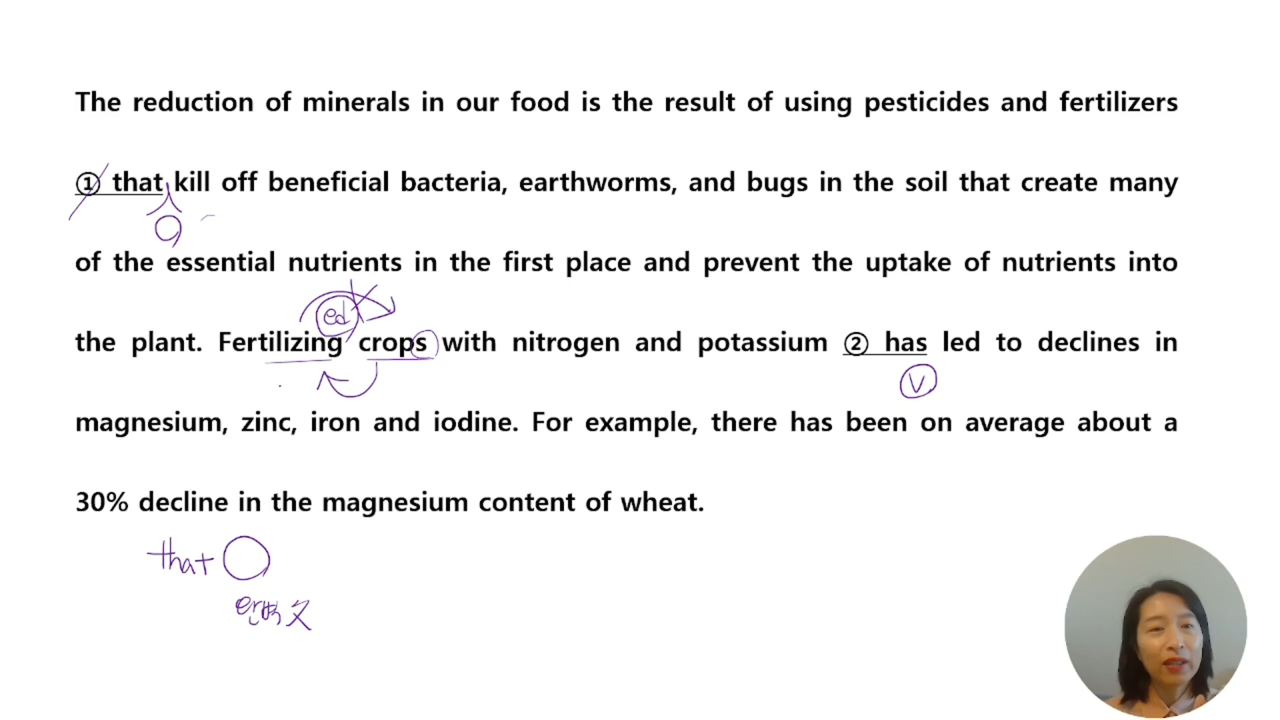 The reduction of minerals in our food is the result of using pesticides and fertilizers
① that kill off beneficial bacteria, earthworms, and bugs in the soil that create many
of the essential nutrients in the first place and prevent the uptake of nutrients into
ed
the plant. Fertilizing crops with nitrogen and potassium ② has led to declines in
V
magnesium, zinc, iron and iodine. For example, there has been on average about a
30% decline in the magnesium content of wheat.
that